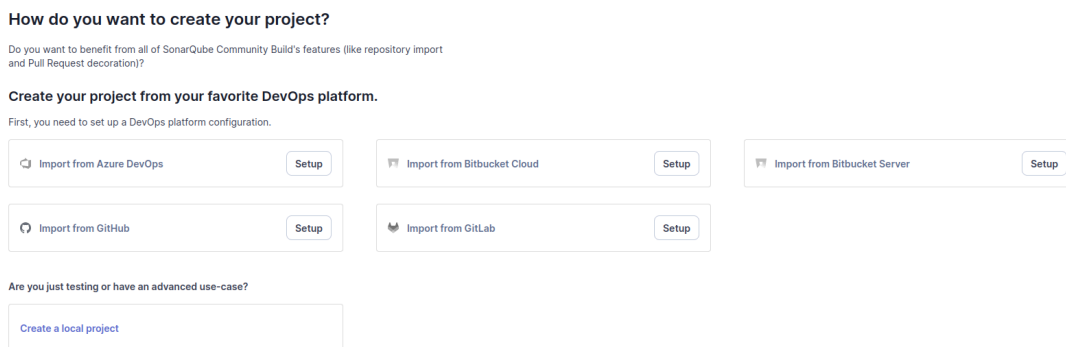 How do you want to create your project?
Do you want to benefit from all of SonarQube Community Build's features (like repository import
and Pull Request decoration)?
Create your project from your favorite DevOps platform.
First, you need to set up a DevOps platform configuration.
Import from Azure DevOps Setup
Import from Bitbucket Cloud Setup
Import from Bitbucket Server Setup
Import from GitHub Setup
Import from GitLab Setup
Are you just testing or have an advanced use-case?
Create a local project